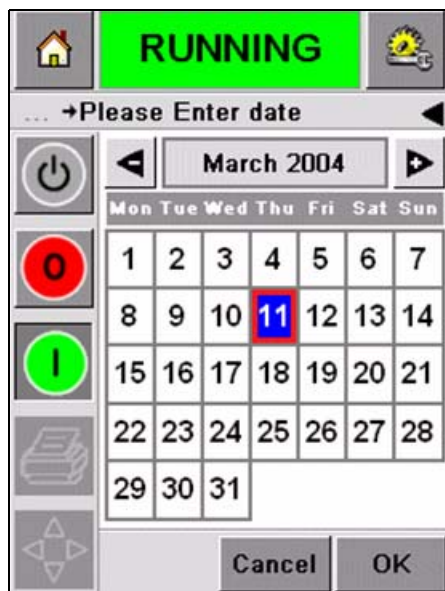 RUNNING
... →Please Enter date
March 2004
Mon Tue Wed Thu Fri Sat Sun
1 2 3 4 5 6 7
0
8 9 10 11 12 13 14
I
15 16 17 18 19 20 21
22 23 24 25 26 27 28
29 30 31
Cancel OK